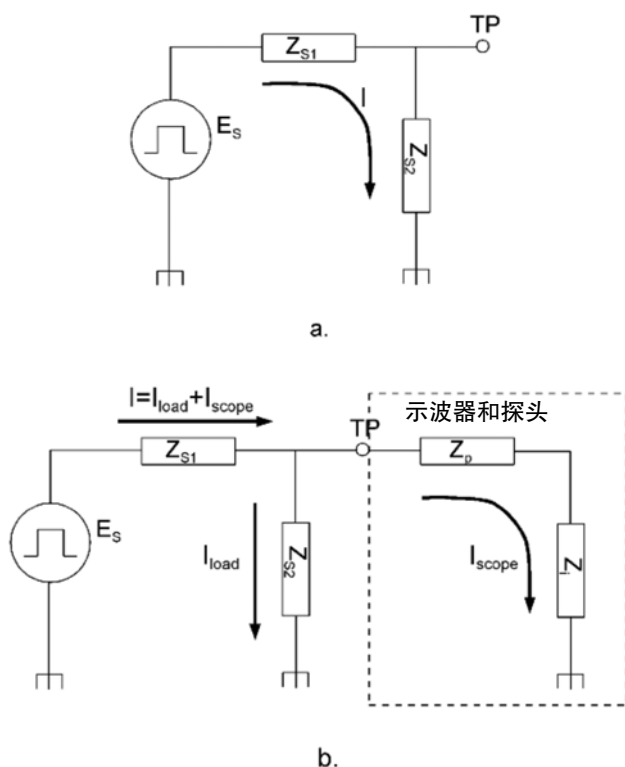 TP
Z_S1
I
E_S
Z_S2
a.
I=I_load+I_scope
示波器和探头
TP
Z_S1
Z_p
E_S
I_load
Z_S2
I_scope
Z_i
b.